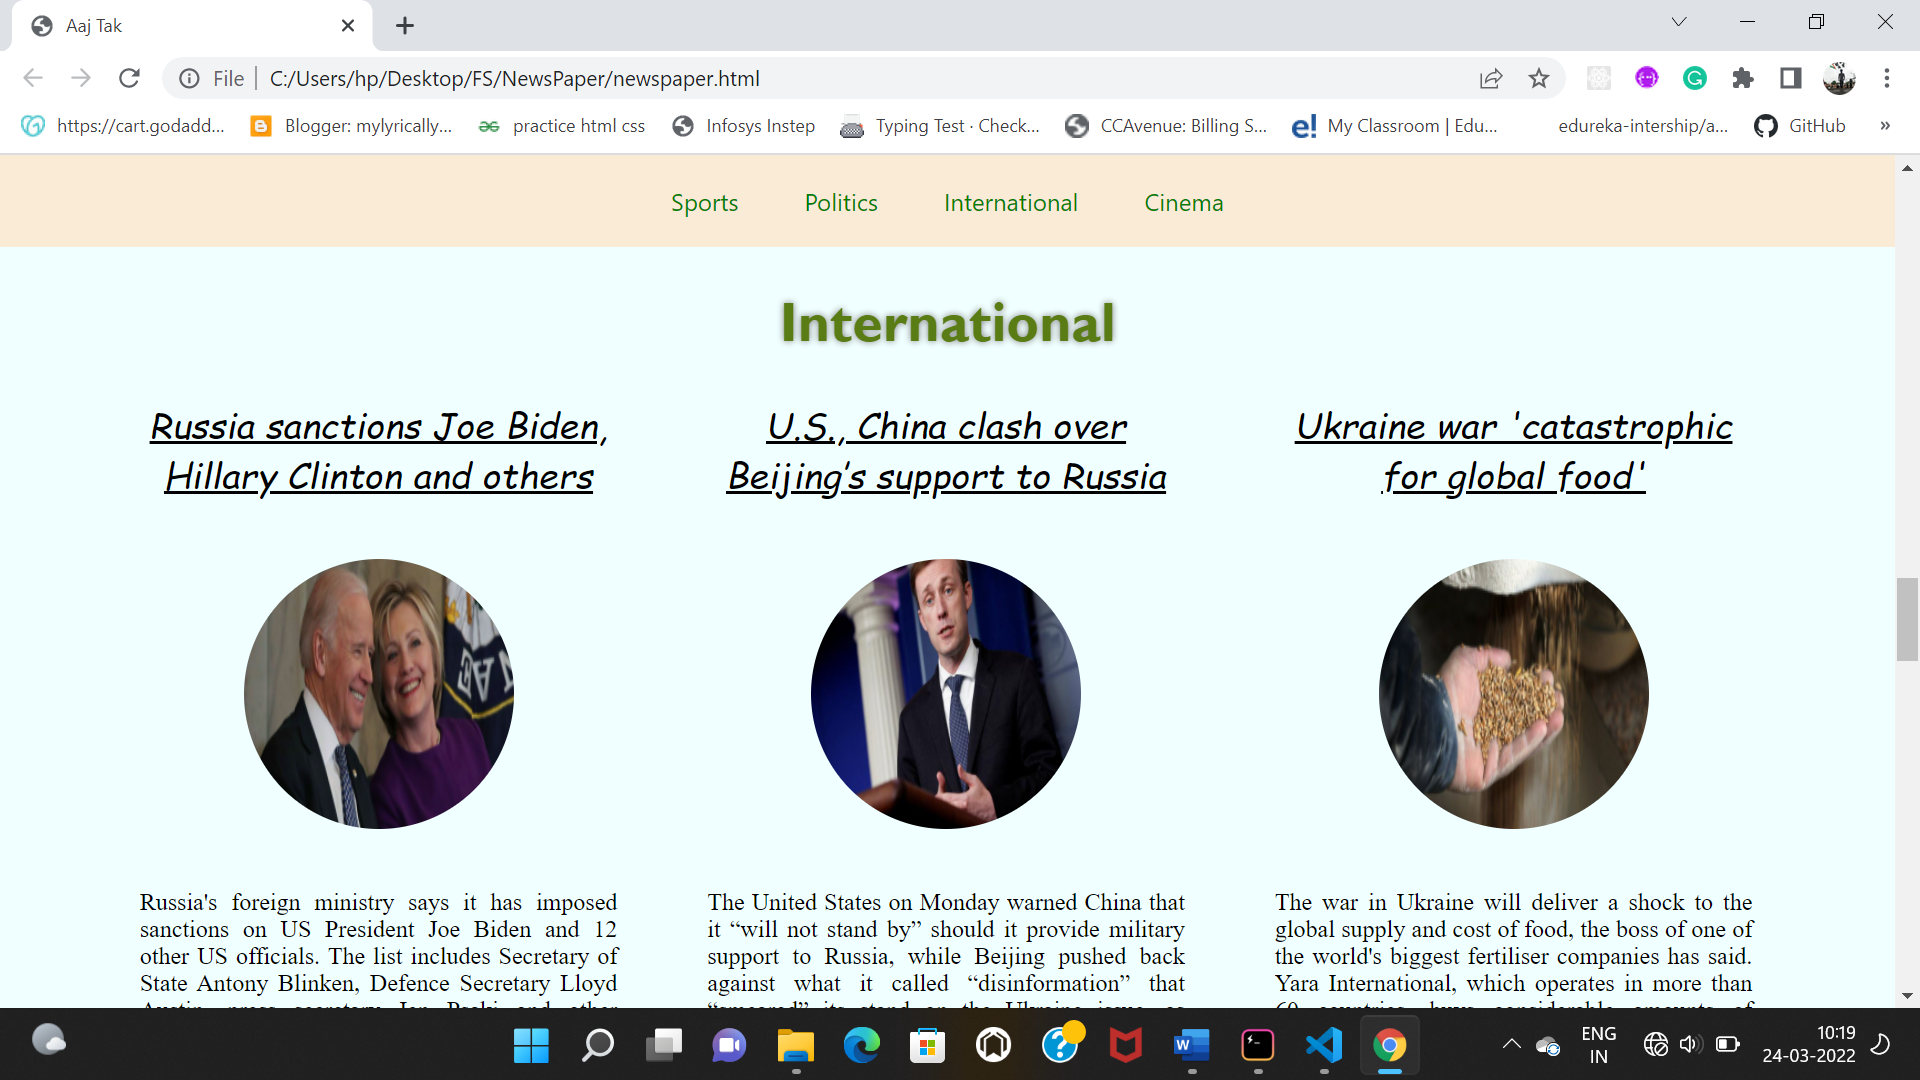 Aaj Tak
File
C:/Users/hp/Desktop/FS/NewsPaper/newspaper.html
https://cart.godadd...
Blogger: mylyrically...
practice html css
Infosys Instep
Typing Test · Check...
CCAvenue: Billing S...
e! My Classroom | Edu...
edureka-intership/a...
GitHub
»
Sports
Politics
International
Cinema
International
Russia sanctions Joe Biden,
Hillary Clinton and others
U.S., China clash over
Beijing’s support to Russia
Ukraine war 'catastrophic
for global food'
Russia's foreign ministry says it has imposed
sanctions on US President Joe Biden and 12
other US officials. The list includes Secretary of
State Antony Blinken, Defence Secretary Lloyd
The United States on Monday warned China that
it “will not stand by” should it provide military
support to Russia, while Beijing pushed back
against what it called “disinformation” that
The war in Ukraine will deliver a shock to the
global supply and cost of food, the boss of one of
the world's biggest fertiliser companies has said.
Yara International, which operates in more than
ENG
IN
10:19
24-03-2022